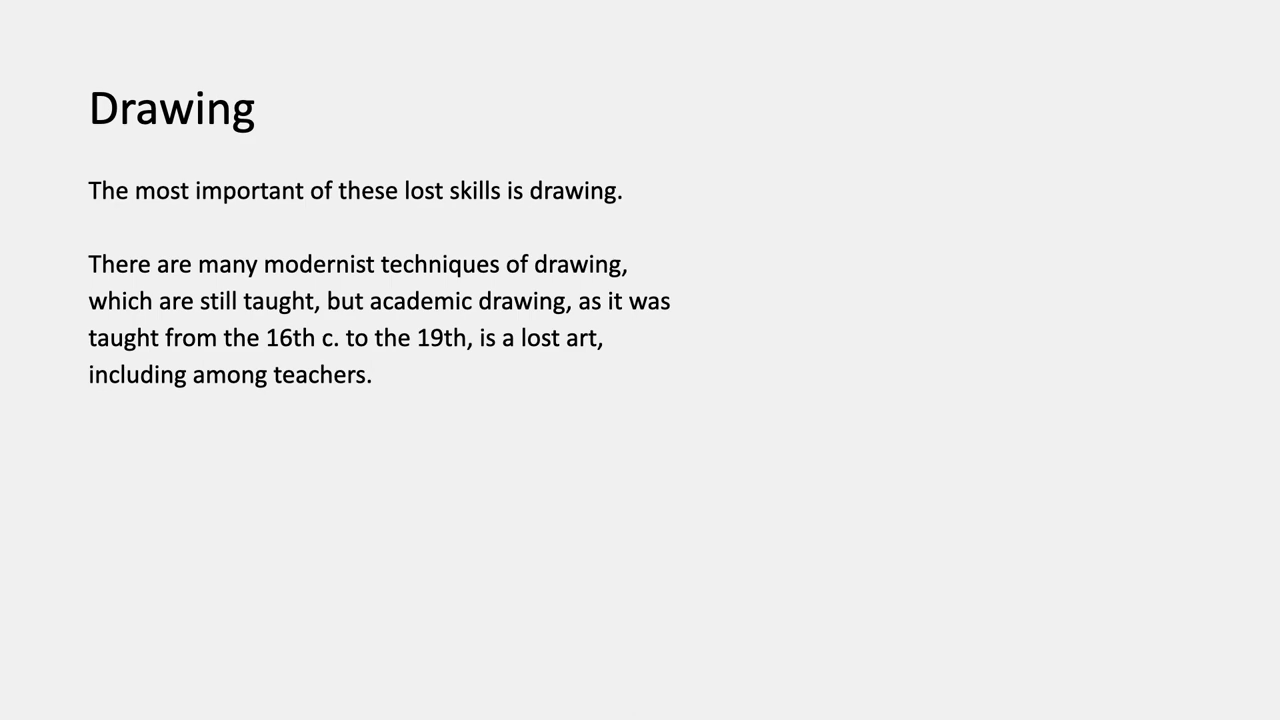 Drawing
The most important of these lost skills is drawing.
There are many modernist techniques of drawing,
which are still taught, but academic drawing, as it was
taught from the 16th c. to the 19th, is a lost art,
including among teachers.